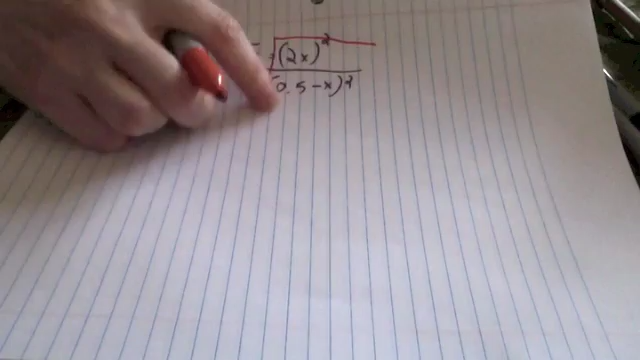 = √(2x)²
(0.5-x)²